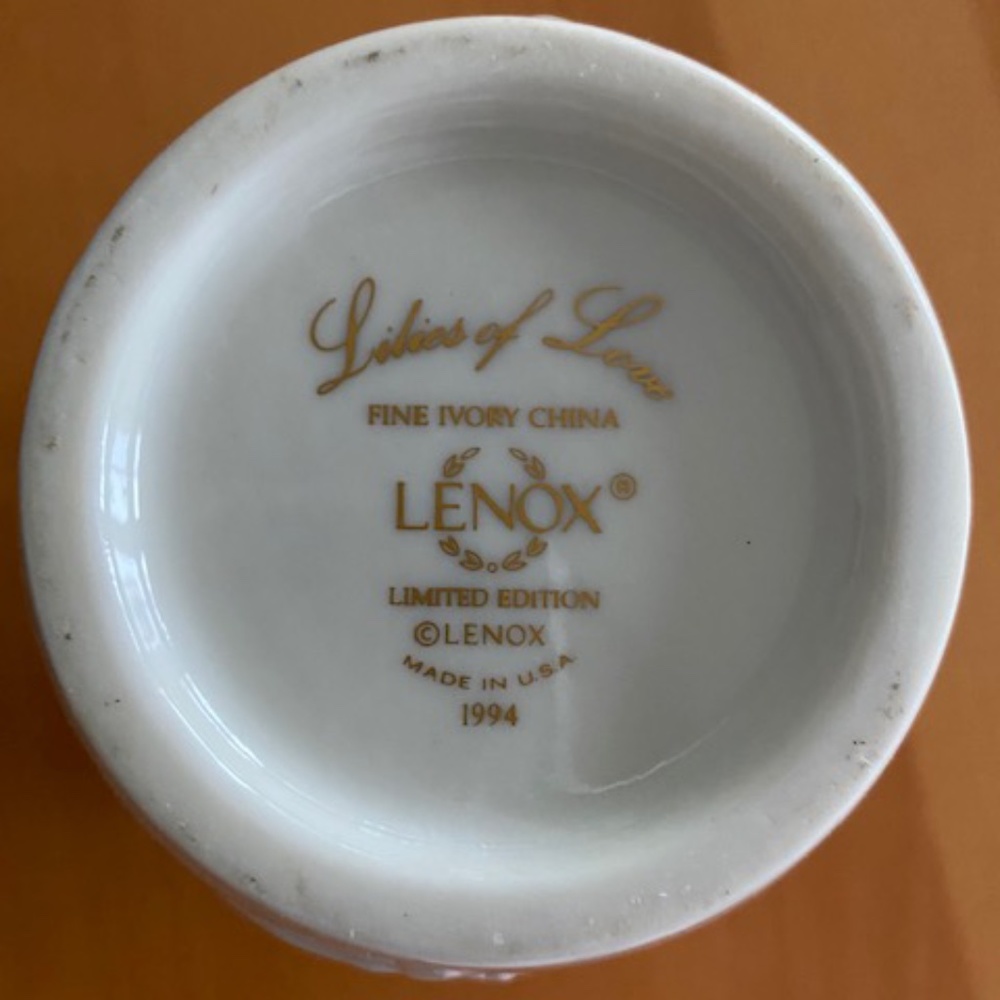 Lilies of Love
FINE IVORY CHINA
LENOX®
LIMITED EDITION
©LENOX
MADE IN U.S.A.
1994